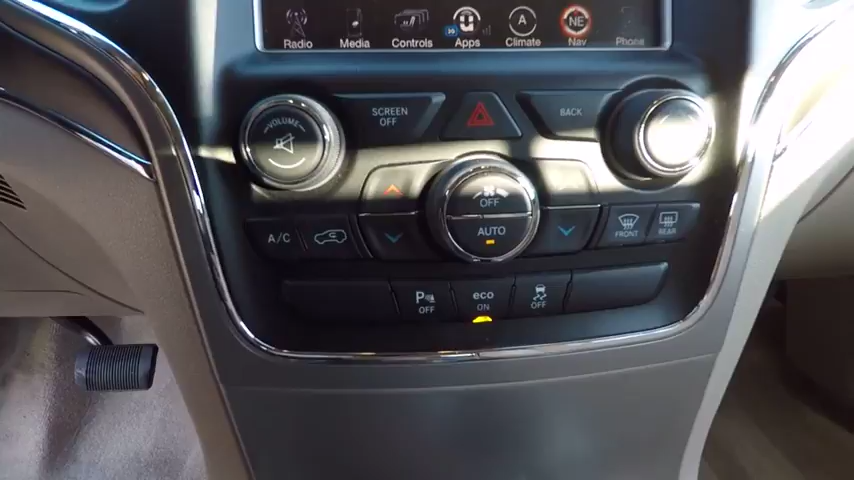 Radio
Media
Controls
Apps
A
Climate
NE
Nav
Phone
VOLUME
SCREEN
OFF
BACK
OFF
AUTO
A/C
FRONT
REAR
P
OFF
eco
ON
OFF